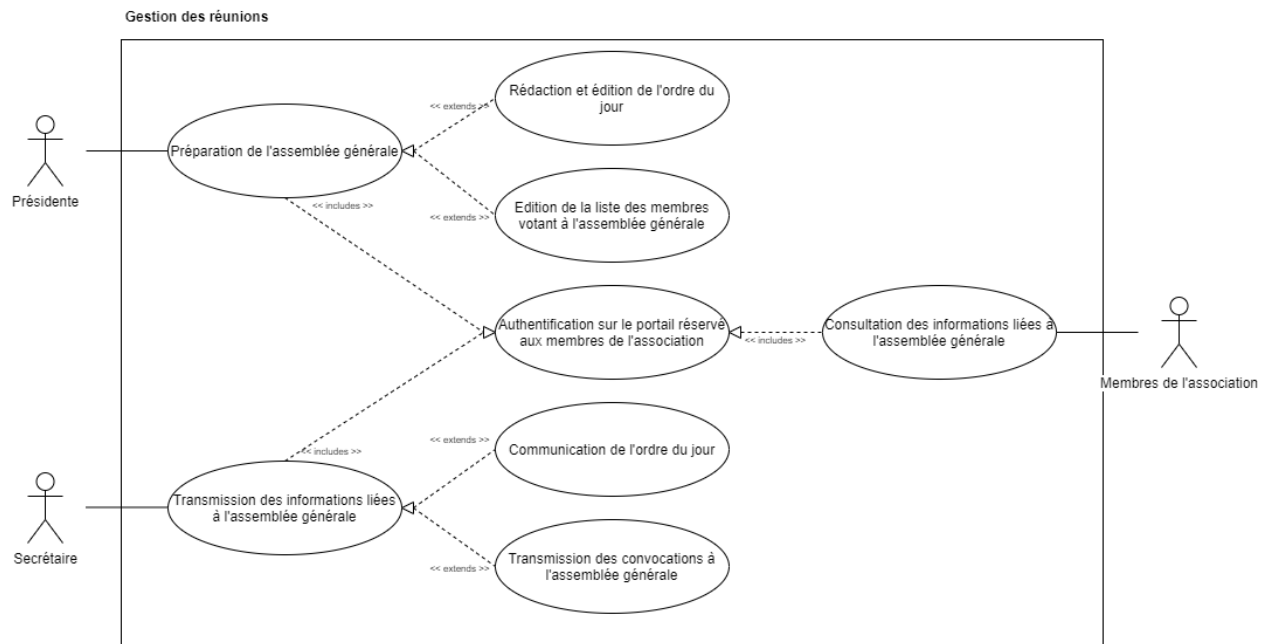 Gestion des réunions
Rédaction et édition de l'ordre du
jour
<< extends >>
Préparation de l'assemblée générale
Présidente
<< includes >>
Edition de la liste des membres
votant à l'assemblée générale
<< extends >>
Authentification sur le portail réservé
aux membres de l'association
<< includes >>
Consultation des informations liées à
l'assemblée générale
Membres de l'association
<< extends >>
Communication de l'ordre du jour
<< includes >>
Transmission des informations liées
à l'assemblée générale
Secrétaire
<< extends >>
Transmission des convocations à
l'assemblée générale